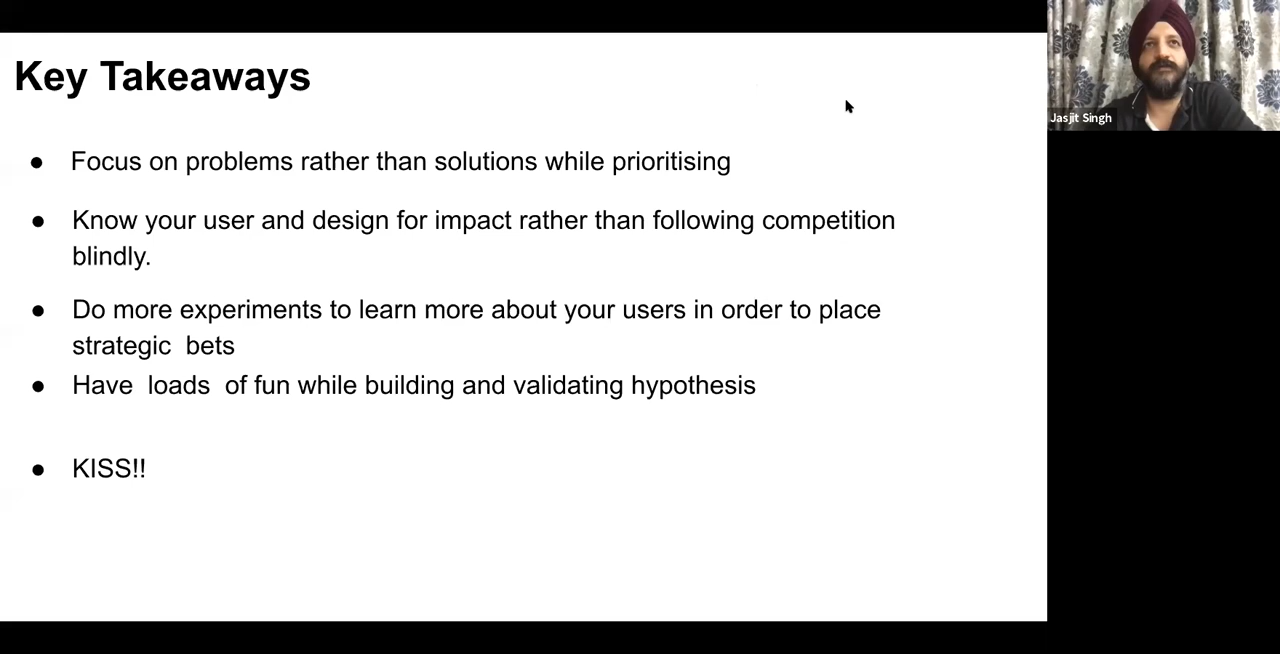 Key Takeaways
Jasjit Singh
● Focus on problems rather than solutions while prioritising
● Know your user and design for impact rather than following competition
blindly.
● Do more experiments to learn more about your users in order to place
strategic  bets
● Have  loads  of fun while building and validating hypothesis
● KISS!!